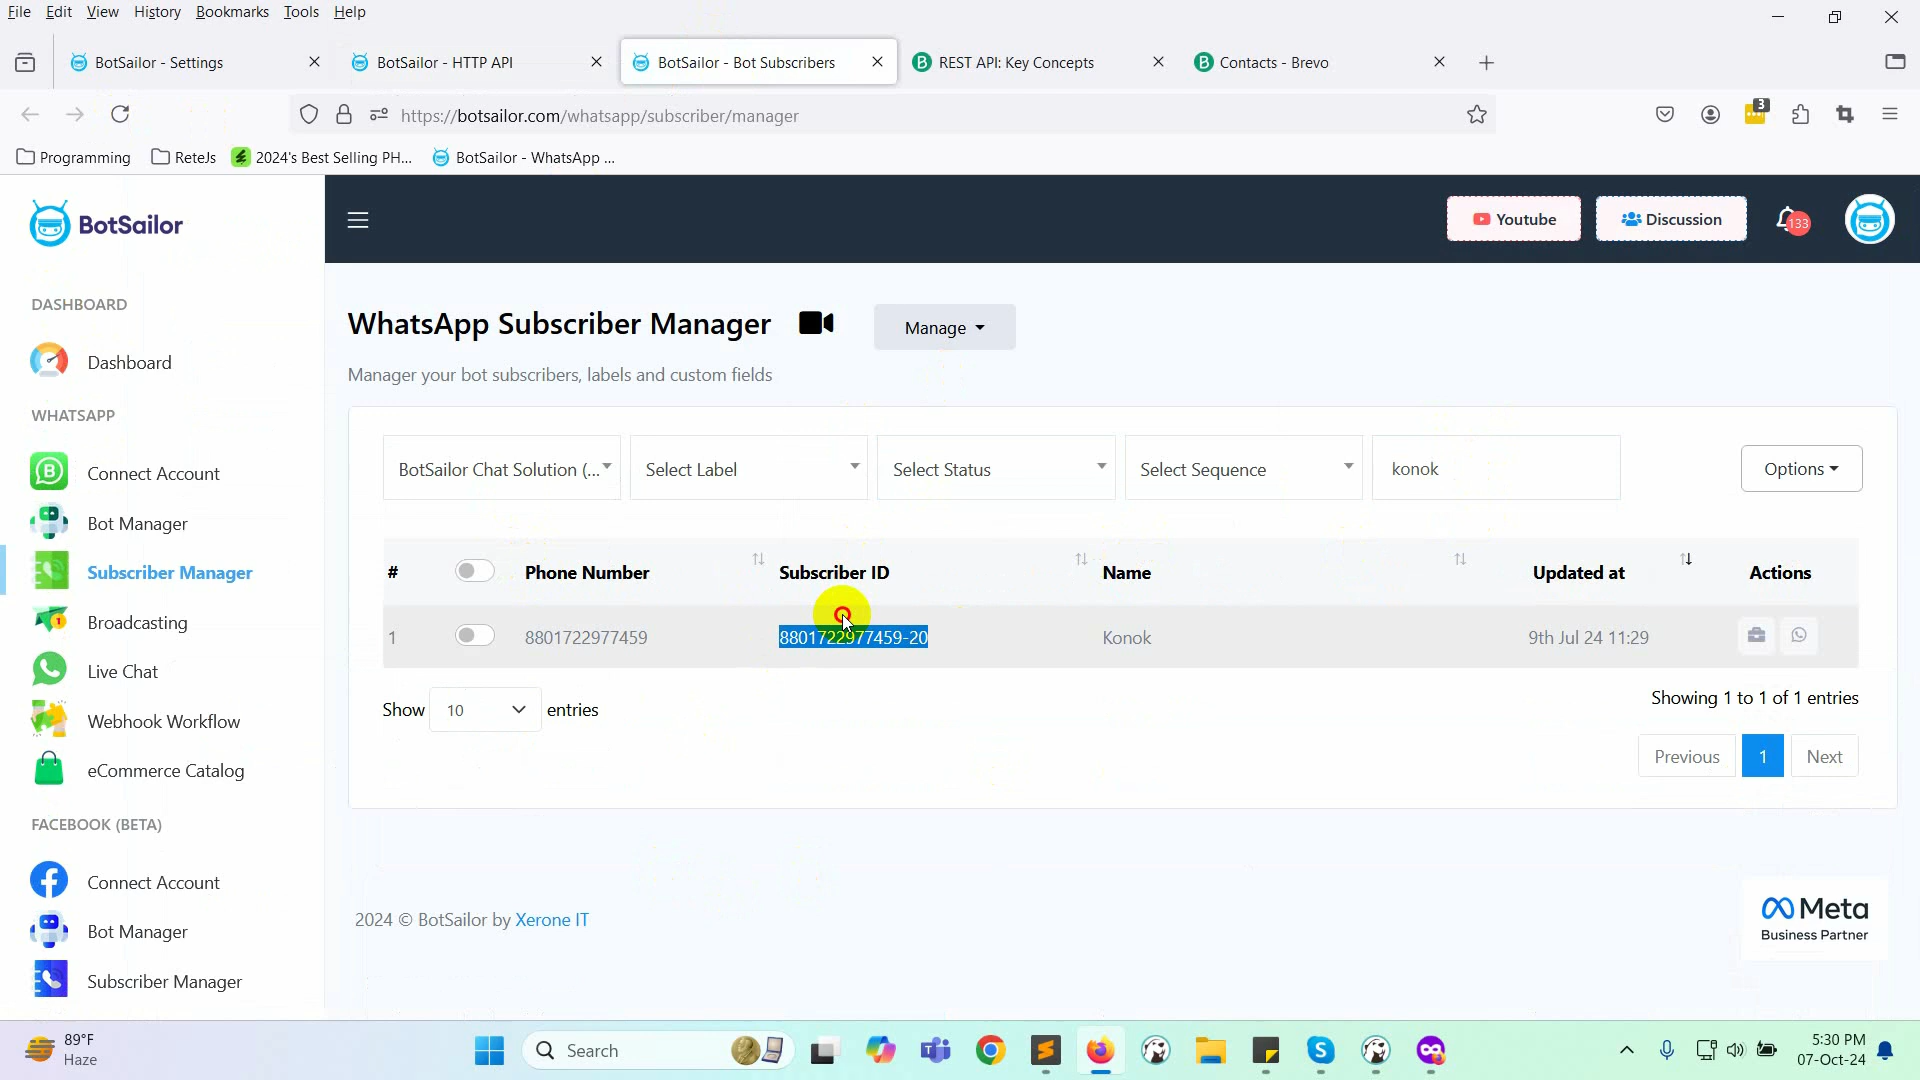 File Edit View History Bookmarks Tools Help
BotSailor - Settings
BotSailor - HTTP API
BotSailor - Bot Subscribers
REST API: Key Concepts
Contacts - Brevo
https://botsailor.com/whatsapp/subscriber/manager
3
Programming
ReteJs
2024's Best Selling PH...
BotSailor - WhatsApp ...
BotSailor
Youtube
Discussion
133
DASHBOARD
Dashboard
WHATSAPP
Connect Account
Bot Manager
Subscriber Manager
Broadcasting
Live Chat
Webhook Workflow
eCommerce Catalog
FACEBOOK (BETA)
Connect Account
Bot Manager
Subscriber Manager
WhatsApp Subscriber Manager
Manage
Manager your bot subscribers, labels and custom fields
BotSailor Chat Solution (...
Select Label
Select Status
Select Sequence
konok
Options
# Phone Number Subscriber ID Name Updated at Actions
1 8801722977459 8801722977459-20 Konok 9th Jul 24 11:29
Show 10 entries
Showing 1 to 1 of 1 entries
Previous 1 Next
2024 © BotSailor by Xerone IT
Meta
Business Partner
89°F
Haze
Search
5:30 PM
07-Oct-24